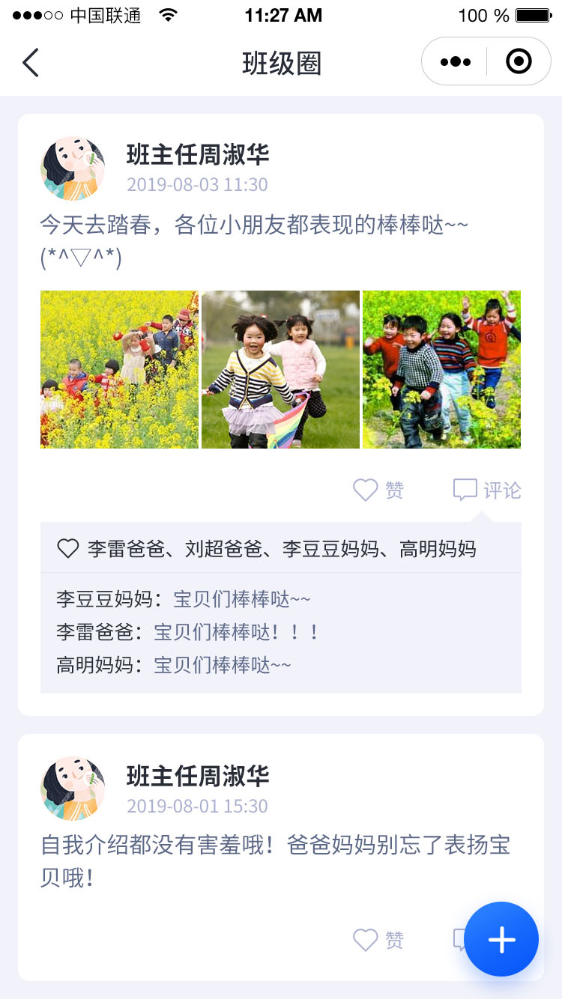 中国联通 11:27 AM 100 %
班级圈
班主任周淑华
2019-08-03 11:30
今天去踏春，各位小朋友都表现的棒棒哒~~
(*^▽^*)
赞 评论
李雷爸爸、刘超爸爸、李豆豆妈妈、高明妈妈
李豆豆妈妈：宝贝们棒棒哒~~
李雷爸爸：宝贝们棒棒哒！！！
高明妈妈：宝贝们棒棒哒~~
班主任周淑华
2019-08-01 15:30
自我介绍都没有害羞哦！爸爸妈妈别忘了表扬宝
贝哦！
赞